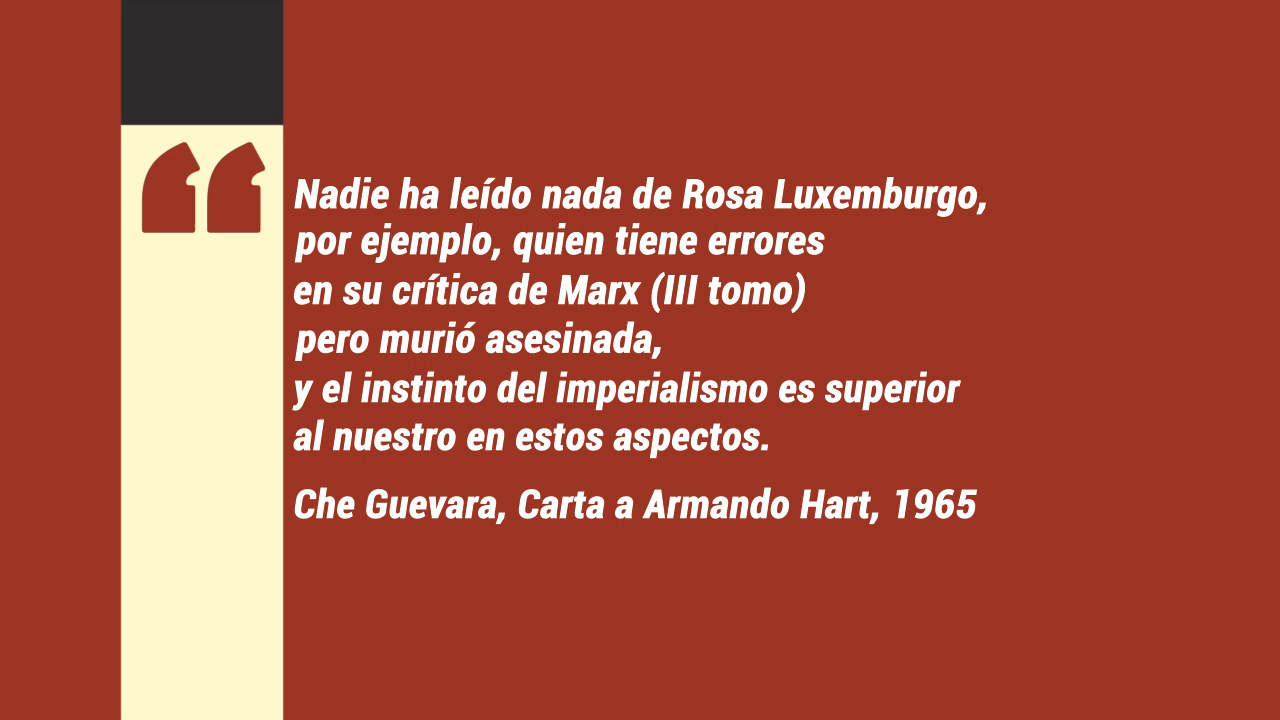 Nadie ha leído nada de Rosa Luxemburgo,
por ejemplo, quien tiene errores
en su crítica de Marx (III tomo)
pero murió asesinada,
y el instinto del imperialismo es superior
al nuestro en estos aspectos.
Che Guevara, Carta a Armando Hart, 1965